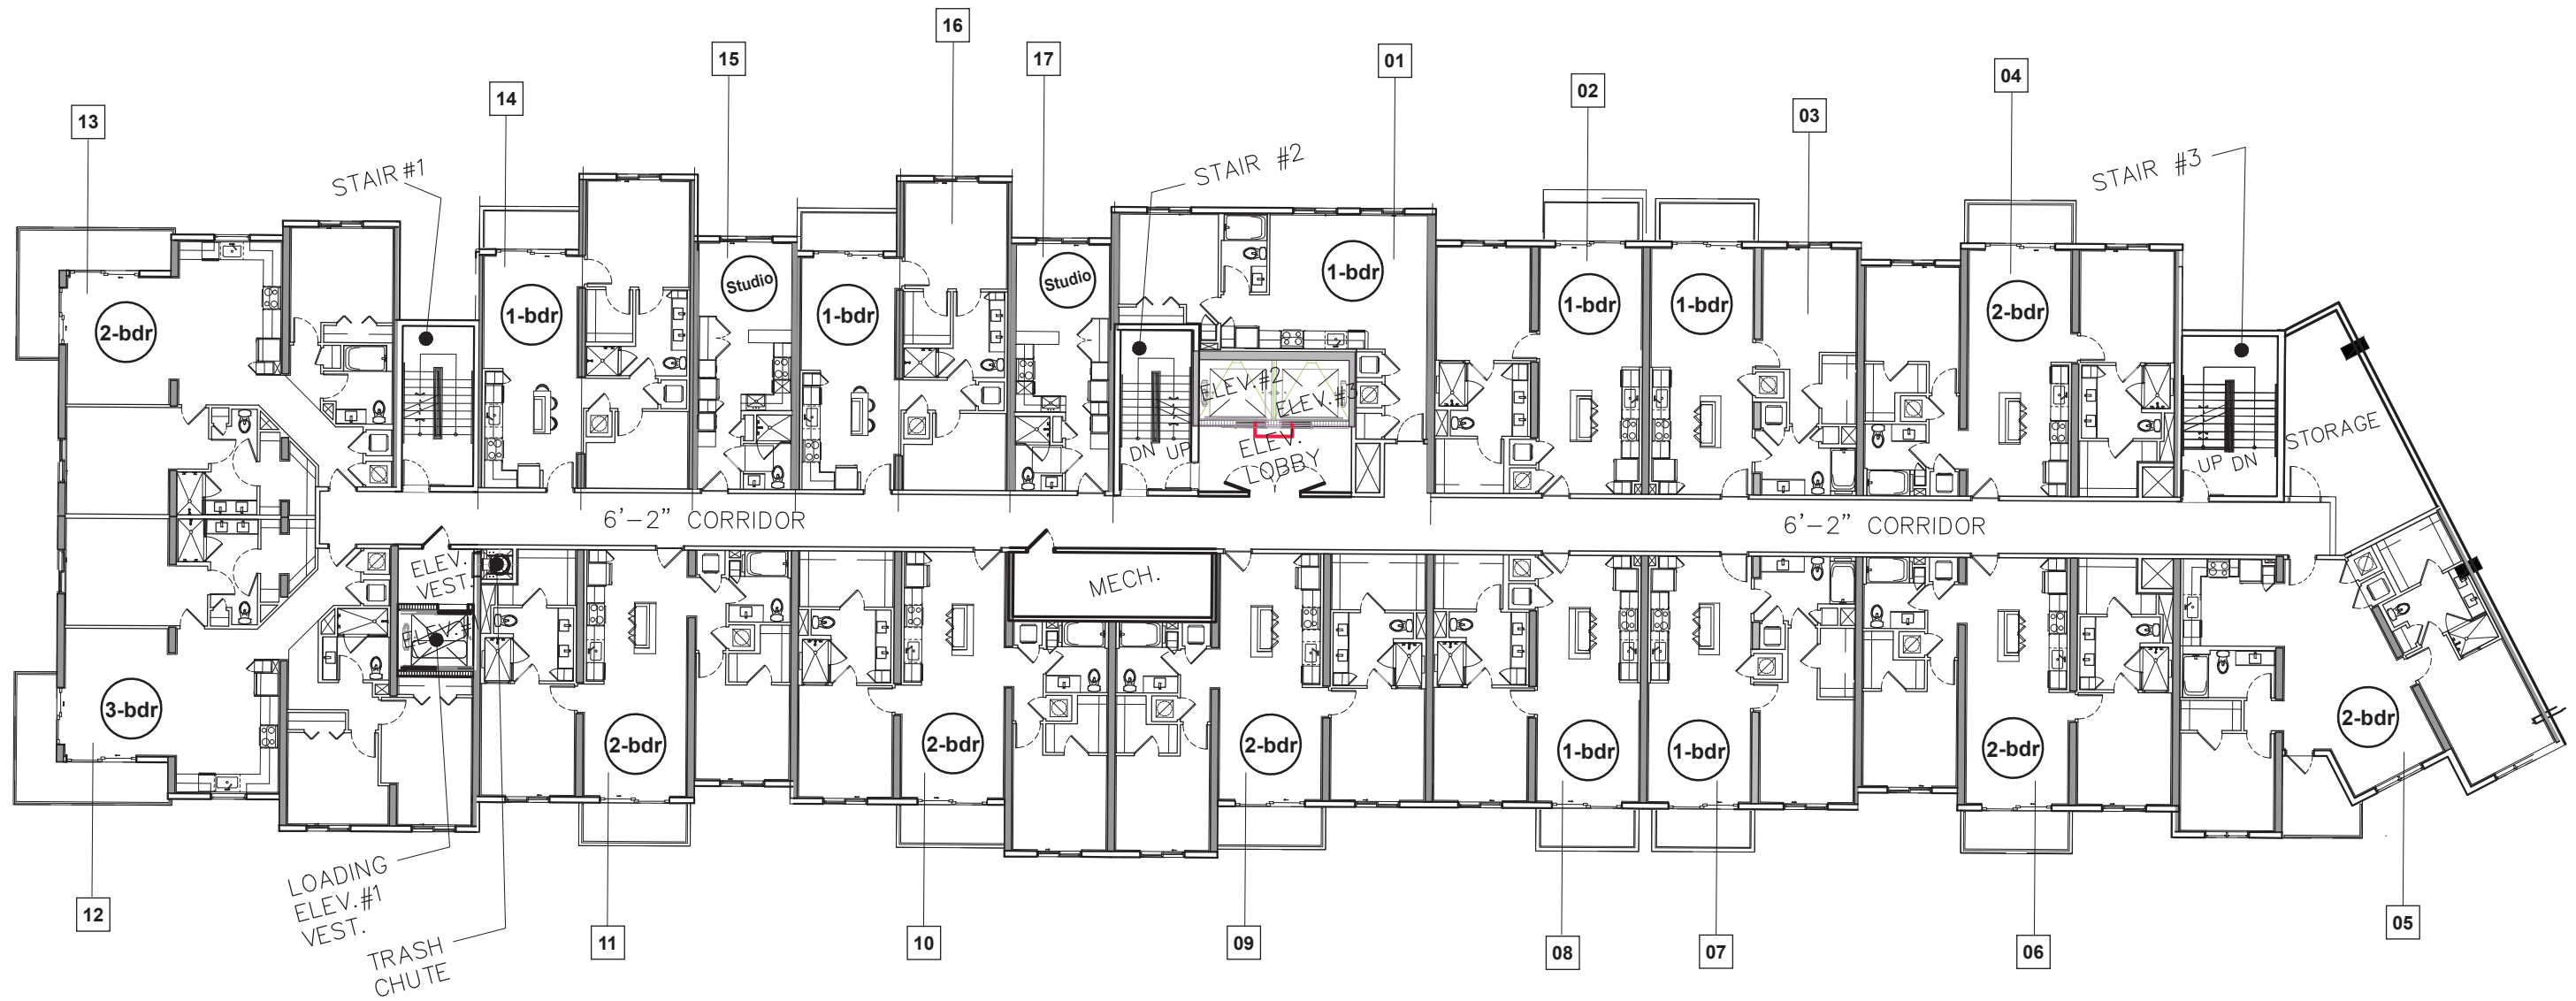 16
15
17
01
04
14
02
03
13
STAIR #1
STAIR #2
STAIR #3
1-bdr
Studio
1-bdr
Studio
1-bdr
1-bdr
1-bdr
2-bdr
2-bdr
ELEV.#2
ELEV.#3
ELEV.
LOBBY
DN UP
UP DN
STORAGE
6'-2" CORRIDOR
6'-2" CORRIDOR
ELEV.
VEST.
MECH.
3-bdr
2-bdr
2-bdr
2-bdr
1-bdr
1-bdr
2-bdr
2-bdr
LOADING
ELEV.#1
VEST.
TRASH
CHUTE
12
11
10
09
08
07
06
05